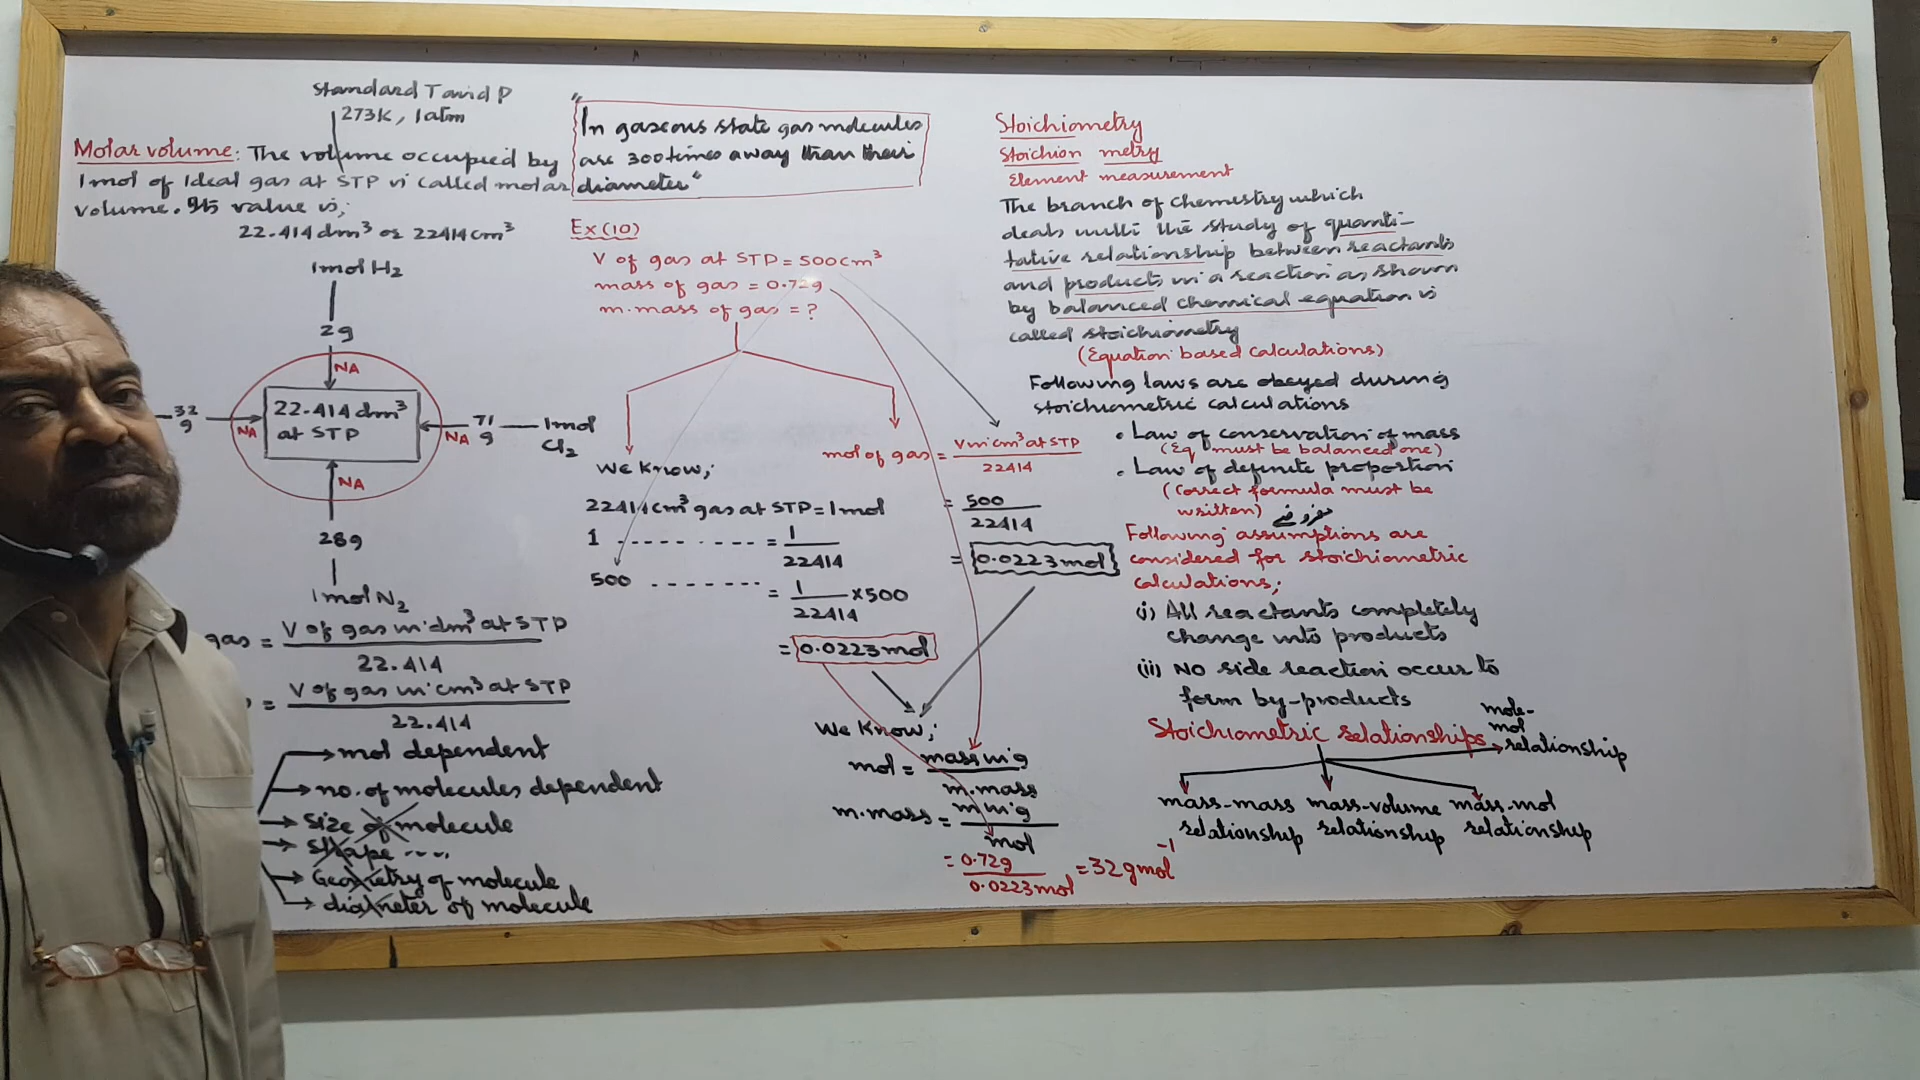 Standard T and P
273K, 1atm
Molar volume: The volume occupied by
1mol of Ideal gas at STP is called molar
volume. Its value is;
22.414 dm³ or 22414 cm³
1mol H₂
2g
NA
32
g
NA
22.414 dm³
at STP
NA
71
g
1mol
Cl₂
NA
28g
1mol N₂
gas = V of gas in dm³ at STP
22.414
= V of gas in cm³ at STP
22.414
mol dependent
no. of molecules dependent
Size of molecule
Shape ....
Geometry of molecule
diameter of molecule
"In gaseous state gas molecules
are 300 times away than their
diameter"
Ex (10)
V of gas at STP = 500cm³
mass of gas = 0.72g
m.mass of gas = ?
We Know;
22414cm³ gas at STP = 1mol
1 - - - - - - - - = 1
22414
500 - - - - - - - = 1 × 500
22414
= 0.0223mol
mol of gas = V in cm³ at STP
22414
= 500
22414
= 0.0223mol
We Know;
mol = mass in g
m.mass
m.mass = m in g
mol
= 0.72g = 32gmol⁻¹
0.0223mol
Stoichiometry
Stoichion metry
Element measurement
The branch of chemistry which
deals with the study of quanti-
tative relationship between reactants
and products in a reaction as shown
by balanced chemical equation is
called stoichiometry
(Equation based calculations)
Following laws are obeyed during
stoichiometric calculations
• Law of conservation of mass
(Eqⁿ must be balanced one)
• Law of definite proportion
(Correct formula must be
written) مفروضے
Following assumptions are
considered for stoichiometric
calculations;
(i) All reactants completely
change into products
(ii) No side reaction occur to
form by-products
Stoichiometric relationships
mole-
mol
relationship
mass-mass
relationship
mass-volume
relationship
mass-mol
relationship